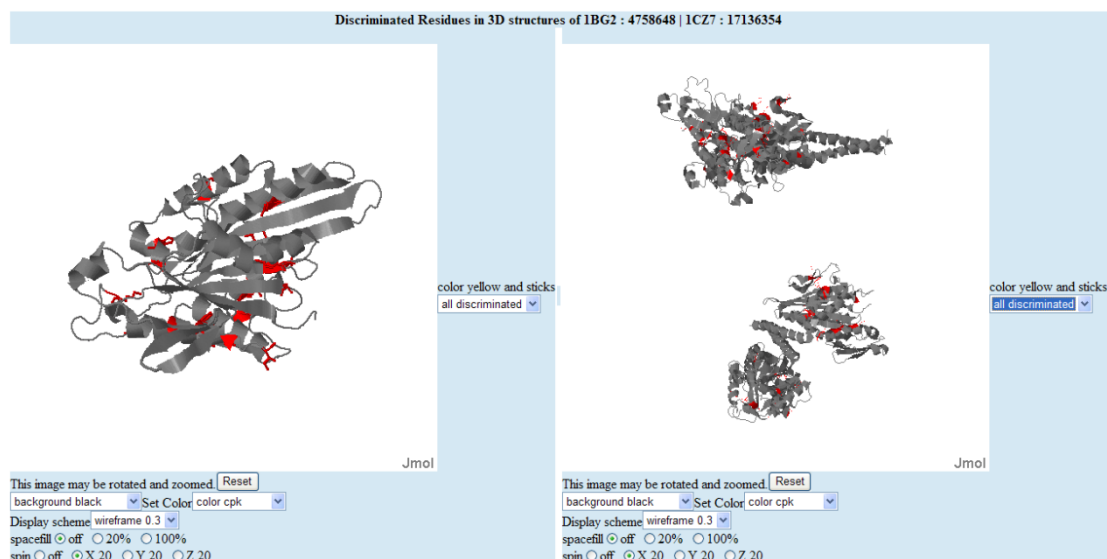 Discriminated Residues in 3D structures of 1BG2 : 4758648 | 1CZ7 : 17136354
color yellow and sticks
all discriminated
Jmol
This image may be rotated and zoomed. Reset
background black Set Color color cpk
Display scheme wireframe 0.3
spacefill off 20% 100%
spin off X 20 Y 20 Z 20
color yellow and sticks
all discriminated
Jmol
This image may be rotated and zoomed. Reset
background black Set Color color cpk
Display scheme wireframe 0.3
spacefill off 20% 100%
spin off X 20 Y 20 Z 20